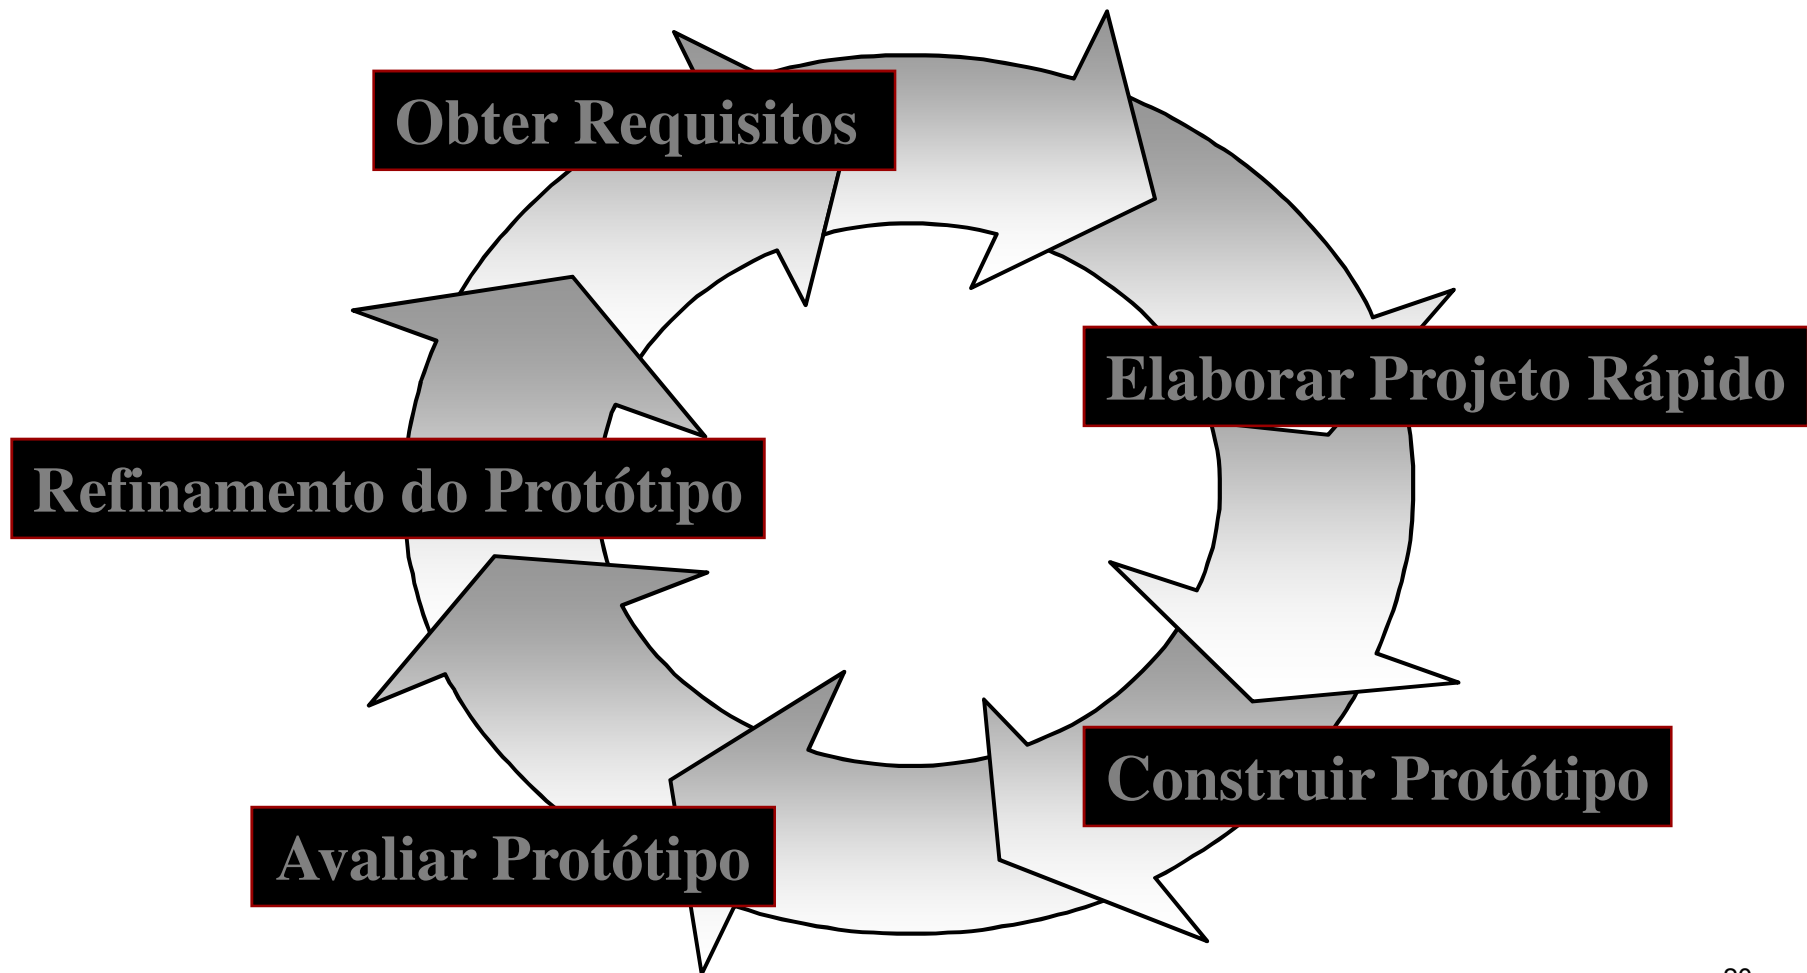 Obter Requisitos
Elaborar Projeto Rápido
Refinamento do Protótipo
Construir Protótipo
Avaliar Protótipo